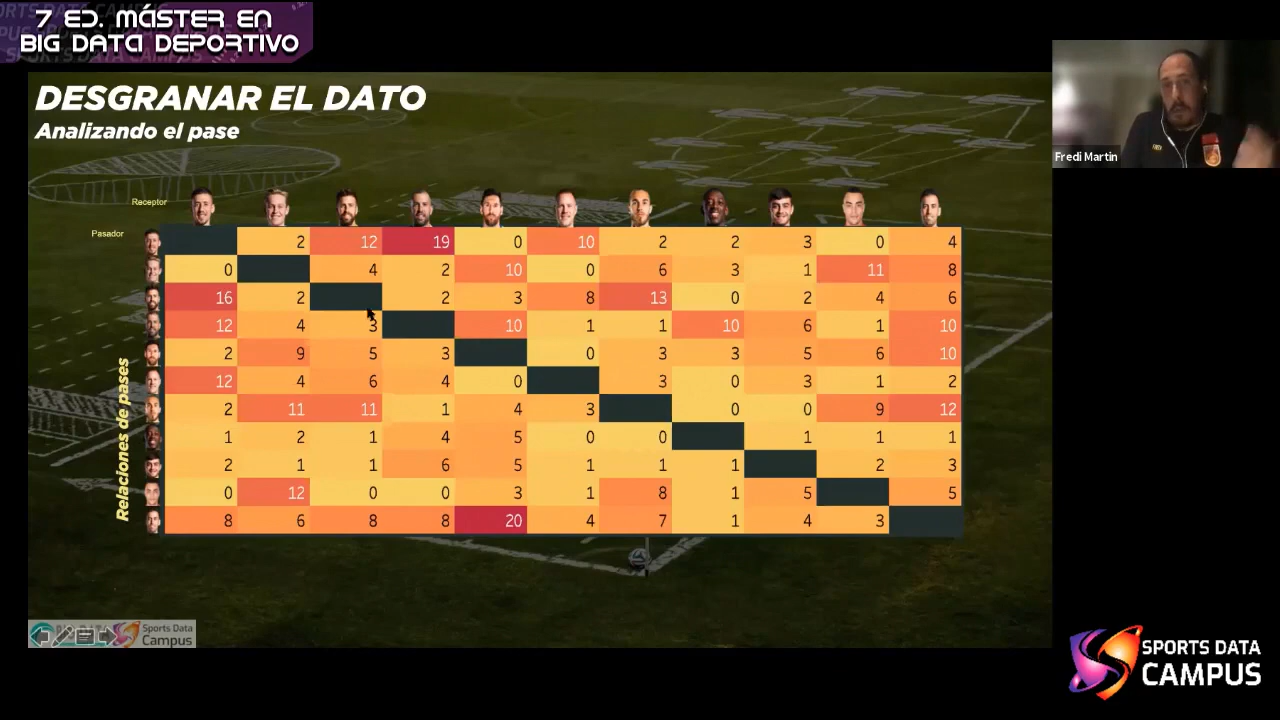 7 ED. MÁSTER EN
BIG DATA DEPORTIVO
DESGRANAR EL DATO
Analizando el pase
Fredi Martin
Receptor
Pasador
Relaciones de pases
2 12 19 0 10 2 2 3 0 4
0 4 2 10 0 6 3 1 11 8
16 2 2 3 8 13 0 2 4 6
12 4 3 10 1 1 10 6 1 10
2 9 5 3 0 3 3 5 6 10
12 4 6 4 0 3 0 3 1 2
2 11 11 1 4 3 0 0 9 12
1 2 1 4 5 0 0 1 1 1
2 1 1 6 5 1 1 1 2 3
0 12 0 0 3 1 8 1 5 5
8 6 8 8 20 4 7 1 4 3
Sports Data
Campus
SPORTS DATA
CAMPUS